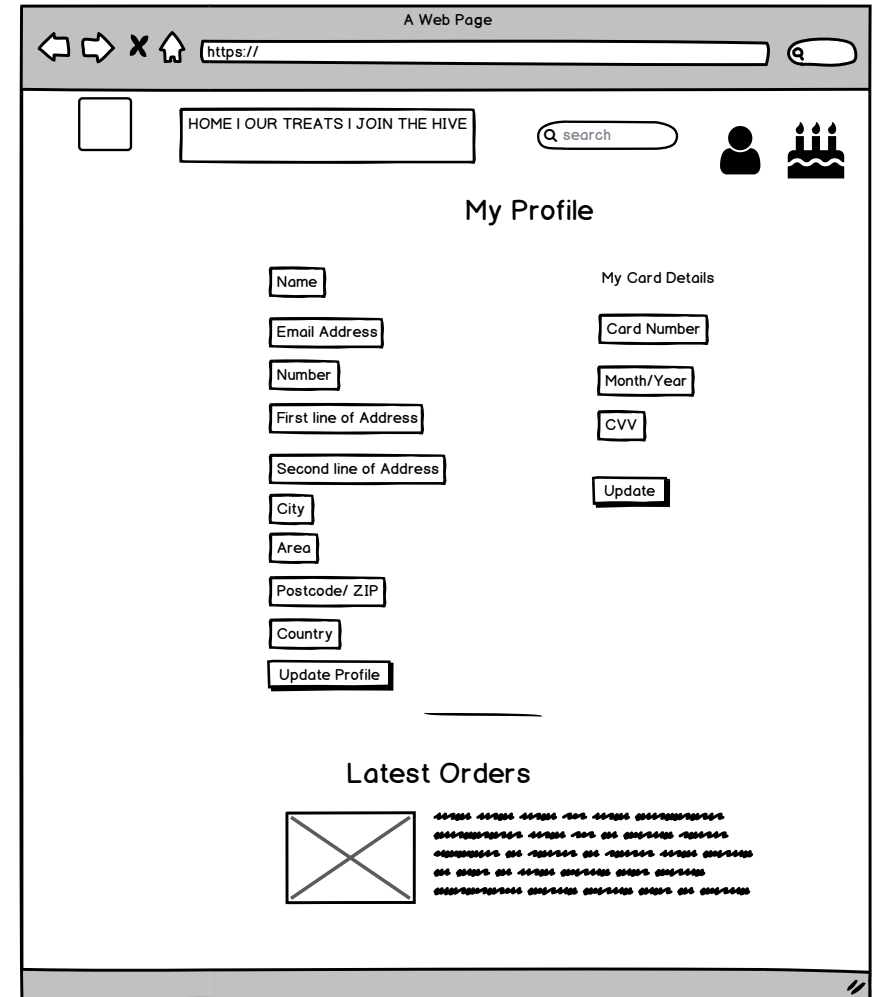 A Web Page
https://
HOME | OUR TREATS | JOIN THE HIVE
search
My Profile
Name
My Card Details
Email Address
Card Number
Number
Month/Year
First line of Address
CVV
Second line of Address
Update
City
Area
Postcode/ ZIP
Country
Update Profile
Latest Orders